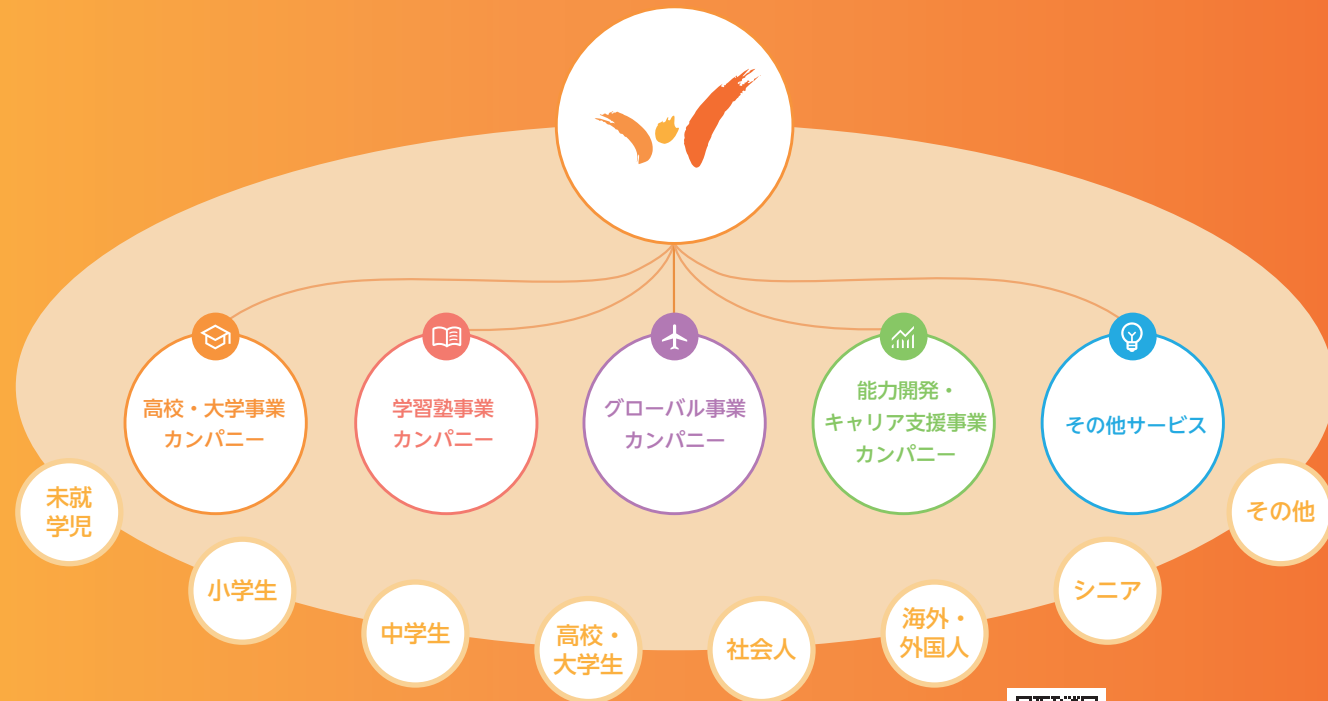 高校・大学事業
カンパニー
学習塾事業
カンパニー
グローバル事業
カンパニー
能力開発・
キャリア支援事業
カンパニー
その他サービス
未就
学児
小学生
中学生
高校・
大学生
社会人
海外・
外国人
シニア
その他